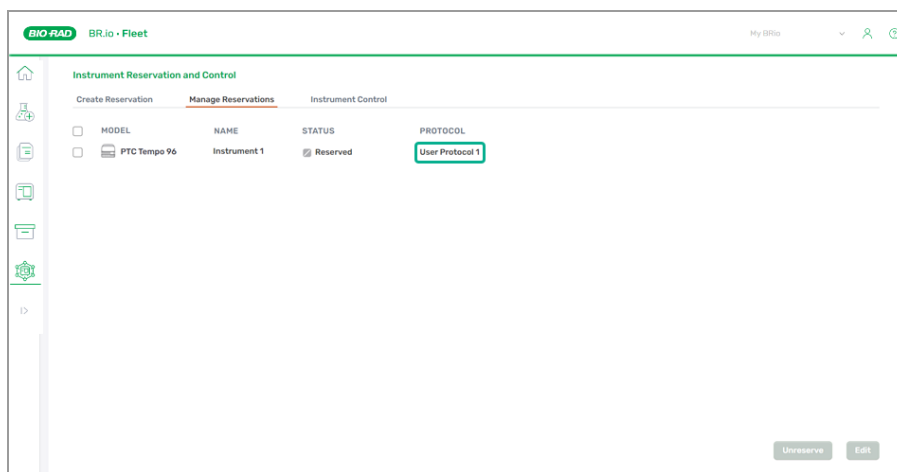 BIO-RAD BR.io • Fleet My BRio
Instrument Reservation and Control
Create Reservation Manage Reservations Instrument Control
MODEL NAME STATUS PROTOCOL
PTC Tempo 96 Instrument 1 Reserved User Protocol 1
Unreserve Edit